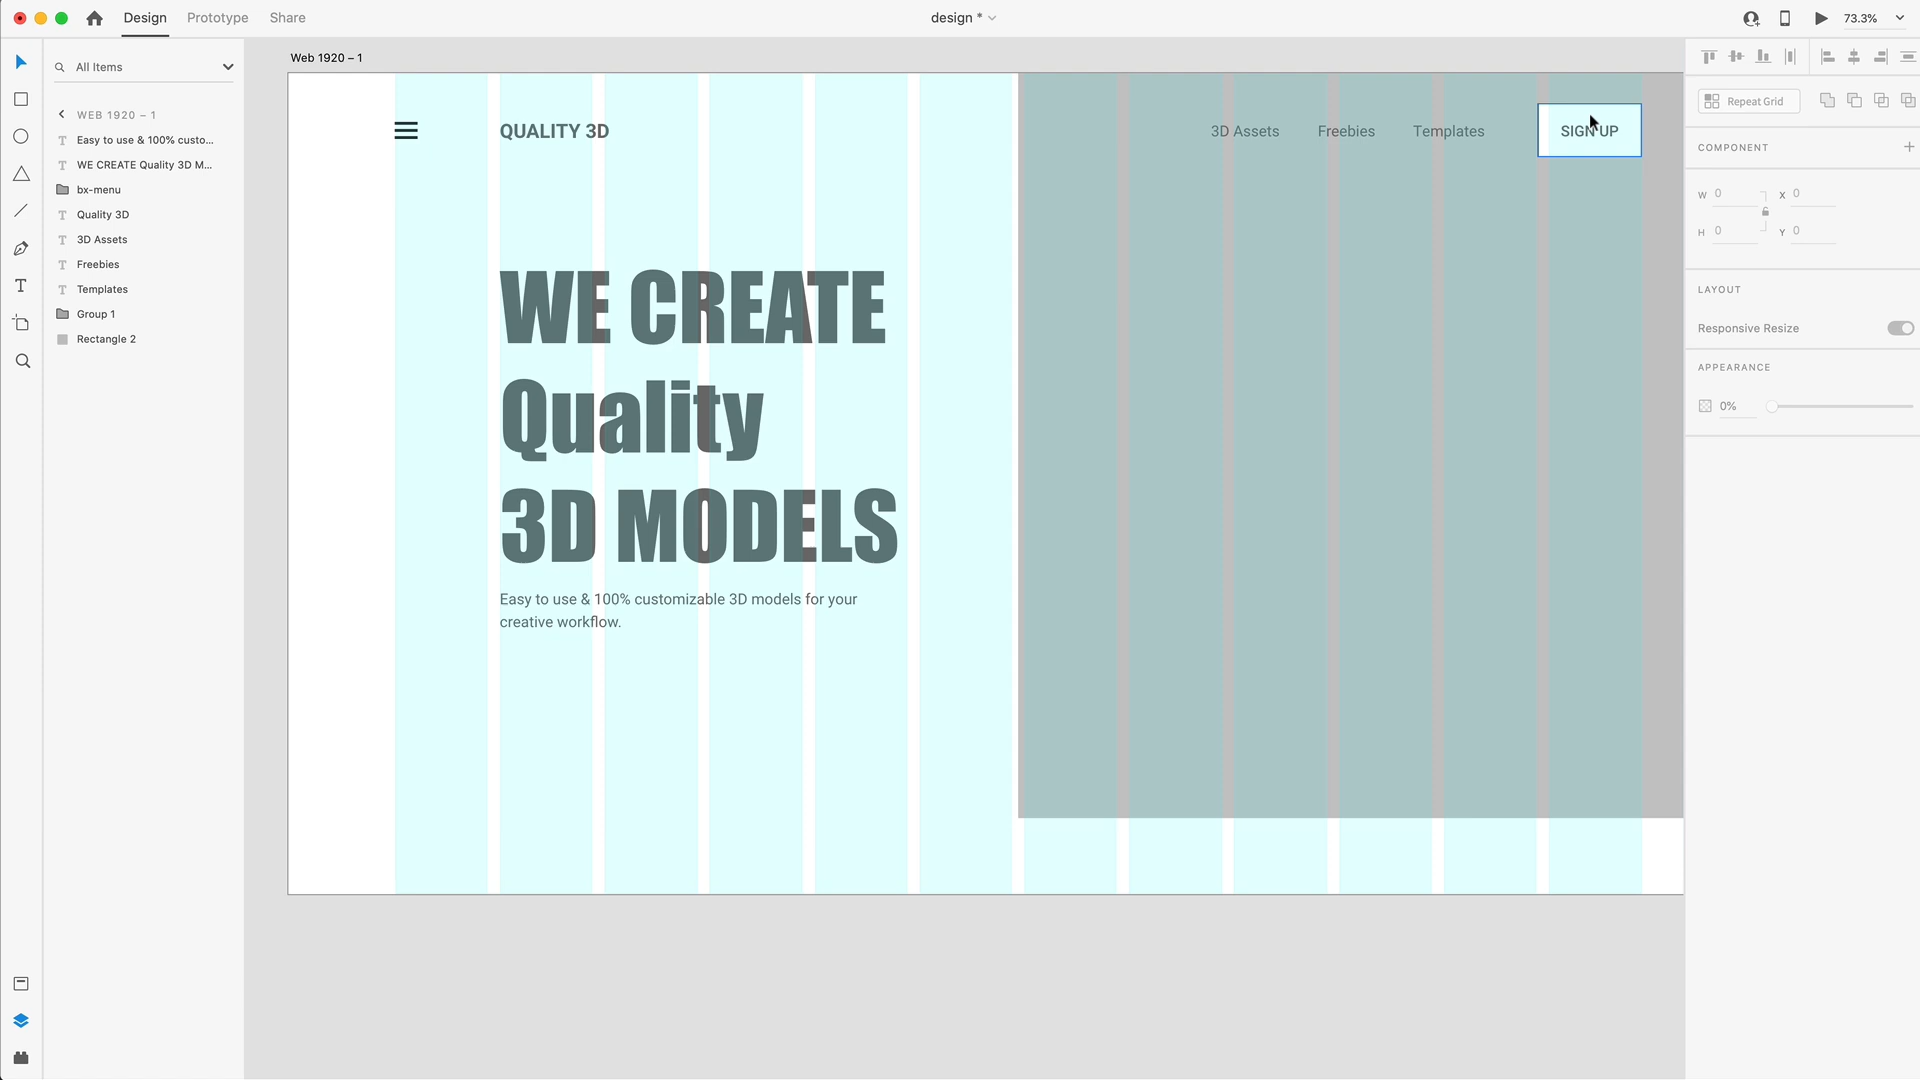 Design
Prototype
Share
design *
73.3%
All Items
WEB 1920 – 1
Easy to use & 100% custo...
WE CREATE Quality 3D M...
bx-menu
Quality 3D
3D Assets
Freebies
Templates
Group 1
Rectangle 2
Web 1920 – 1
QUALITY 3D
3D Assets
Freebies
Templates
SIGN UP
WE CREATE
Quality
3D MODELS
Easy to use & 100% customizable 3D models for your
creative workflow.
Repeat Grid
COMPONENT
W 0
X 0
H 0
Y 0
LAYOUT
Responsive Resize
APPEARANCE
0%